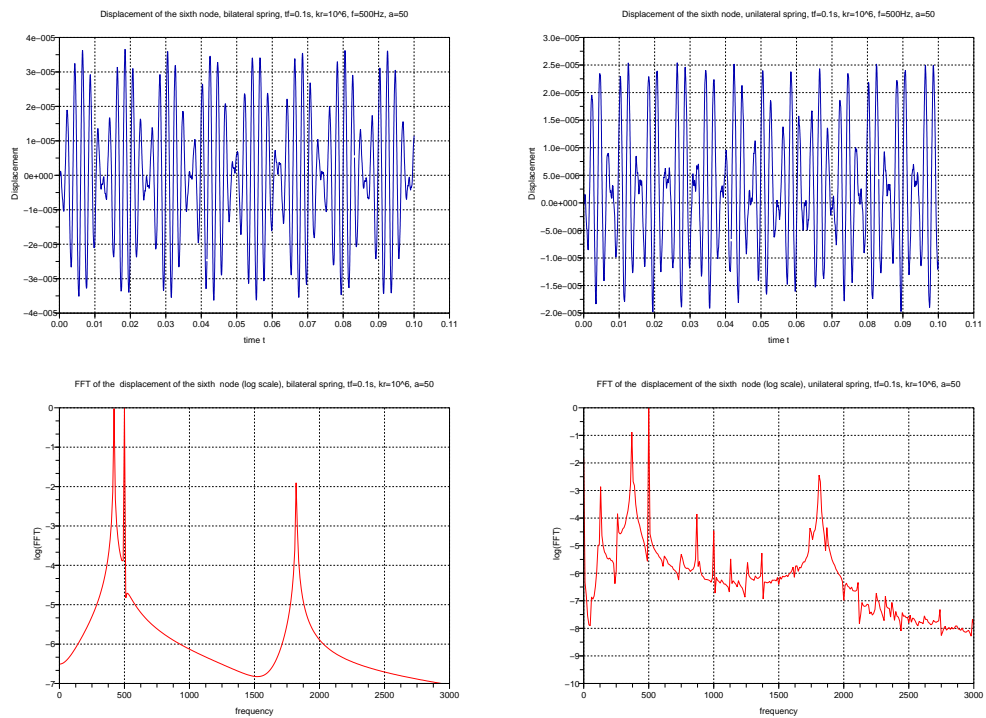 Displacement of the sixth node, bilateral spring, tf=0.1s, kr=10^6, f=500Hz, a=50
4e−005
3e−005
2e−005
1e−005
0e+000
−1e−005
−2e−005
−3e−005
−4e−005
Displacement
0.00 0.01 0.02 0.03 0.04 0.05 0.06 0.07 0.08 0.09 0.10 0.11
time t
Displacement of the sixth node, unilateral spring, tf=0.1s, kr=10^6, f=500Hz, a=50
3.0e−005
2.5e−005
2.0e−005
1.5e−005
1.0e−005
5.0e−006
0.0e+000
−5.0e−006
−1.0e−005
−1.5e−005
−2.0e−005
Displacement
0.00 0.01 0.02 0.03 0.04 0.05 0.06 0.07 0.08 0.09 0.10 0.11
time t
FFT of the  displacement of the sixth  node (log scale), bilateral spring, tf=0.1s, kr=10^6, a=50
0
−1
−2
−3
−4
−5
−6
−7
log(FFT)
0 500 1000 1500 2000 2500 3000
frequency
FFT of the  displacement of the sixth  node (log scale), unilateral spring, tf=0.1s, kr=10^6, a=50
0
−1
−2
−3
−4
−5
−6
−7
−8
−9
−10
log(FFT)
0 500 1000 1500 2000 2500 3000
frequency